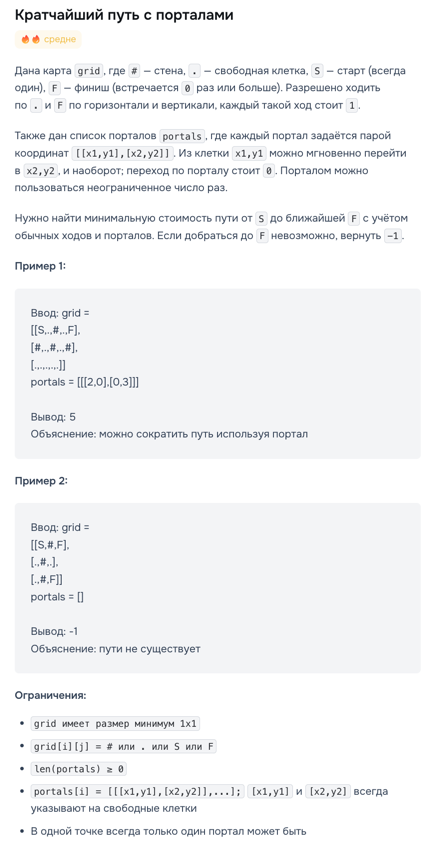 Кратчайший путь с порталами
🔥🔥 средне
Дана карта grid, где # — стена, . — свободная клетка, S — старт (всегда
один), F — финиш (встречается 0 раз или больше). Разрешено ходить
по . и F по горизонтали и вертикали, каждый такой ход стоит 1.
Также дан список порталов portals, где каждый портал задаётся парой
координат [[x1,y1],[x2,y2]]. Из клетки x1,y1 можно мгновенно перейти
в x2,y2, и наоборот; переход по порталу стоит 0. Порталом можно
пользоваться неограниченное число раз.
Нужно найти минимальную стоимость пути от S до ближайшей F с учётом
обычных ходов и порталов. Если добраться до F невозможно, вернуть -1.
Пример 1:
Ввод: grid =
[[S,.,#,.,F],
[#,.,#,.,#],
[.,.,.,.,.]]
portals = [[[2,0],[0,3]]]
Вывод: 5
Объяснение: можно сократить путь используя портал
Пример 2:
Ввод: grid =
[[S,#,F],
[.,#,.],
[.,#,F]]
portals = []
Вывод: -1
Объяснение: пути не существует
Ограничения:
• grid имеет размер минимум 1x1
• grid[i][j] = # или . или S или F
• len(portals) ≥ 0
• portals[i] = [[[x1,y1],[x2,y2]],...]; [x1,y1] и [x2,y2] всегда
указывают на свободные клетки
• В одной точке всегда только один портал может быть